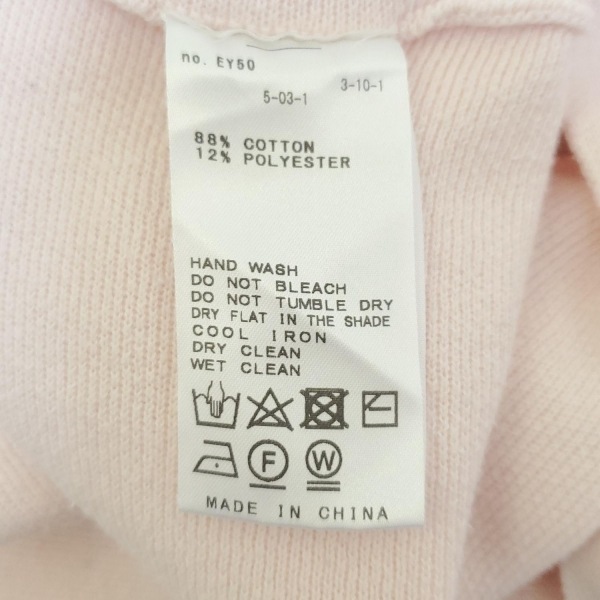 no. EY50
3-10-1
5-03-1
88% COTTON
12% POLYESTER
HAND WASH
DO NOT BLEACH
DO NOT TUMBLE DRY
DRY FLAT IN THE SHADE
COOL IRON
DRY CLEAN
WET CLEAN
F W
MADE IN CHINA